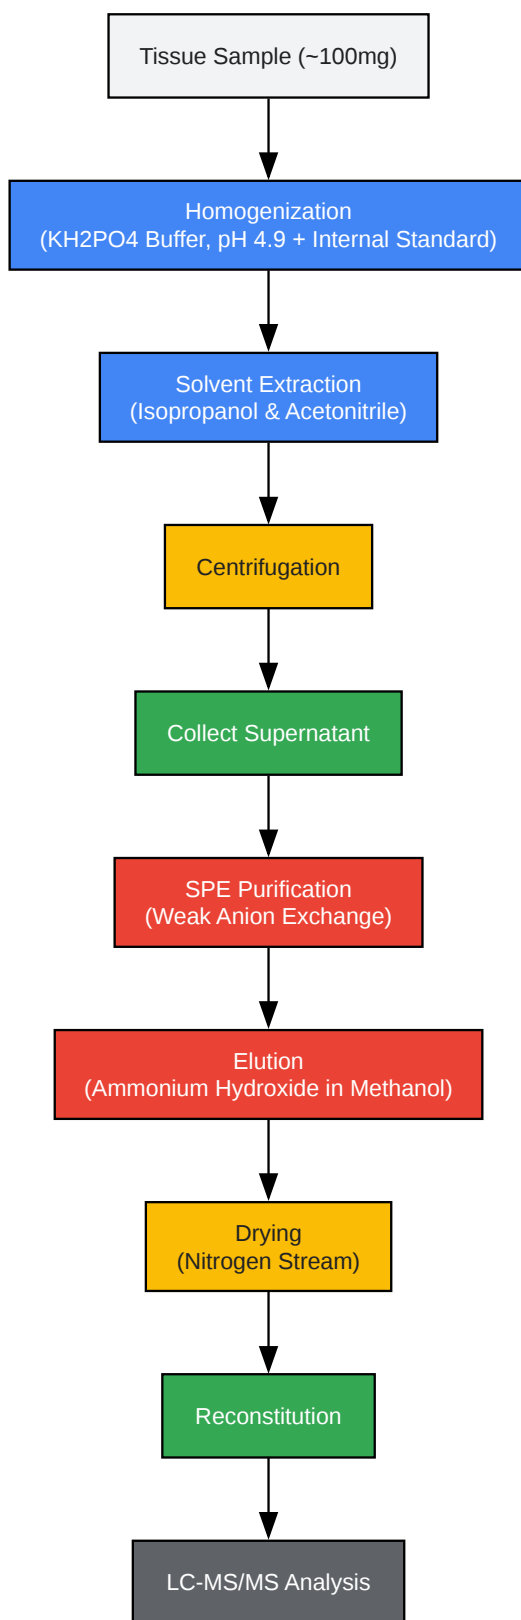 Tissue Sample (~100mg)
Homogenization
(KH2PO4 Buffer, pH 4.9 + Internal Standard)
Solvent Extraction
(Isopropanol & Acetonitrile)
Centrifugation
Collect Supernatant
SPE Purification
(Weak Anion Exchange)
Elution
(Ammonium Hydroxide in Methanol)
Drying
(Nitrogen Stream)
Reconstitution
LC-MS/MS Analysis